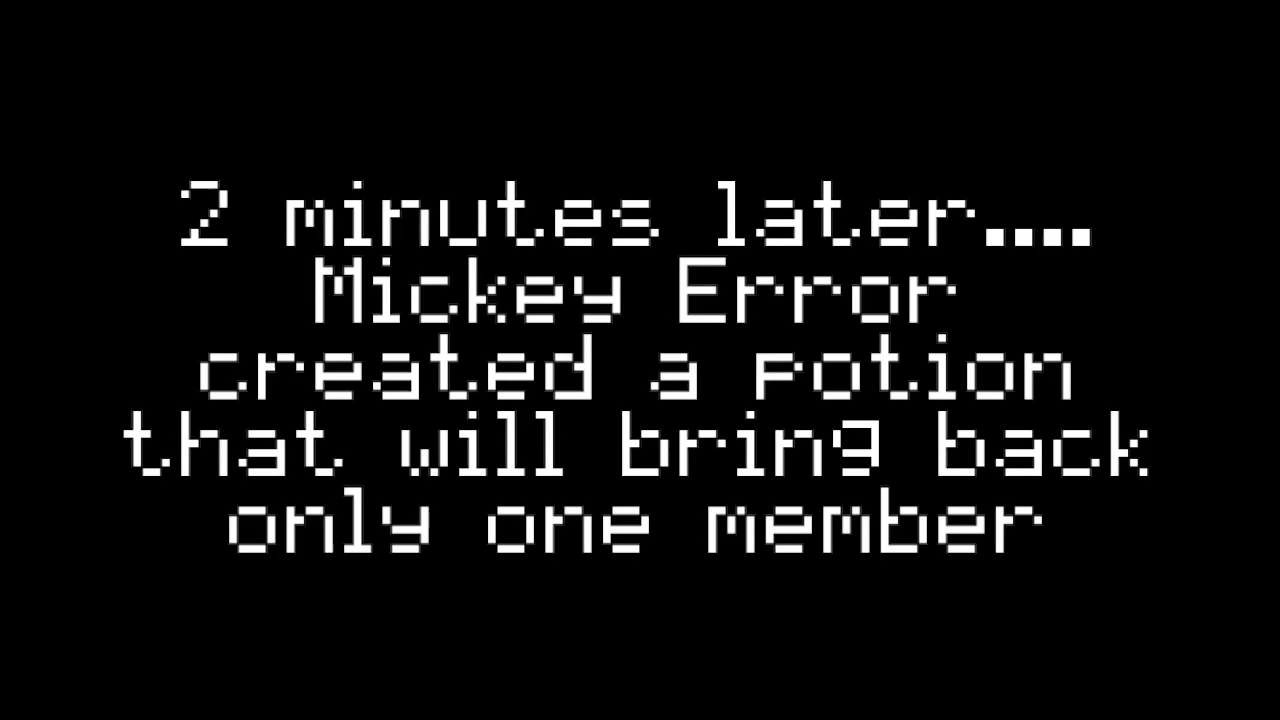 2 minutes later....
Mickey Error
created a potion
that will bring back
only one member